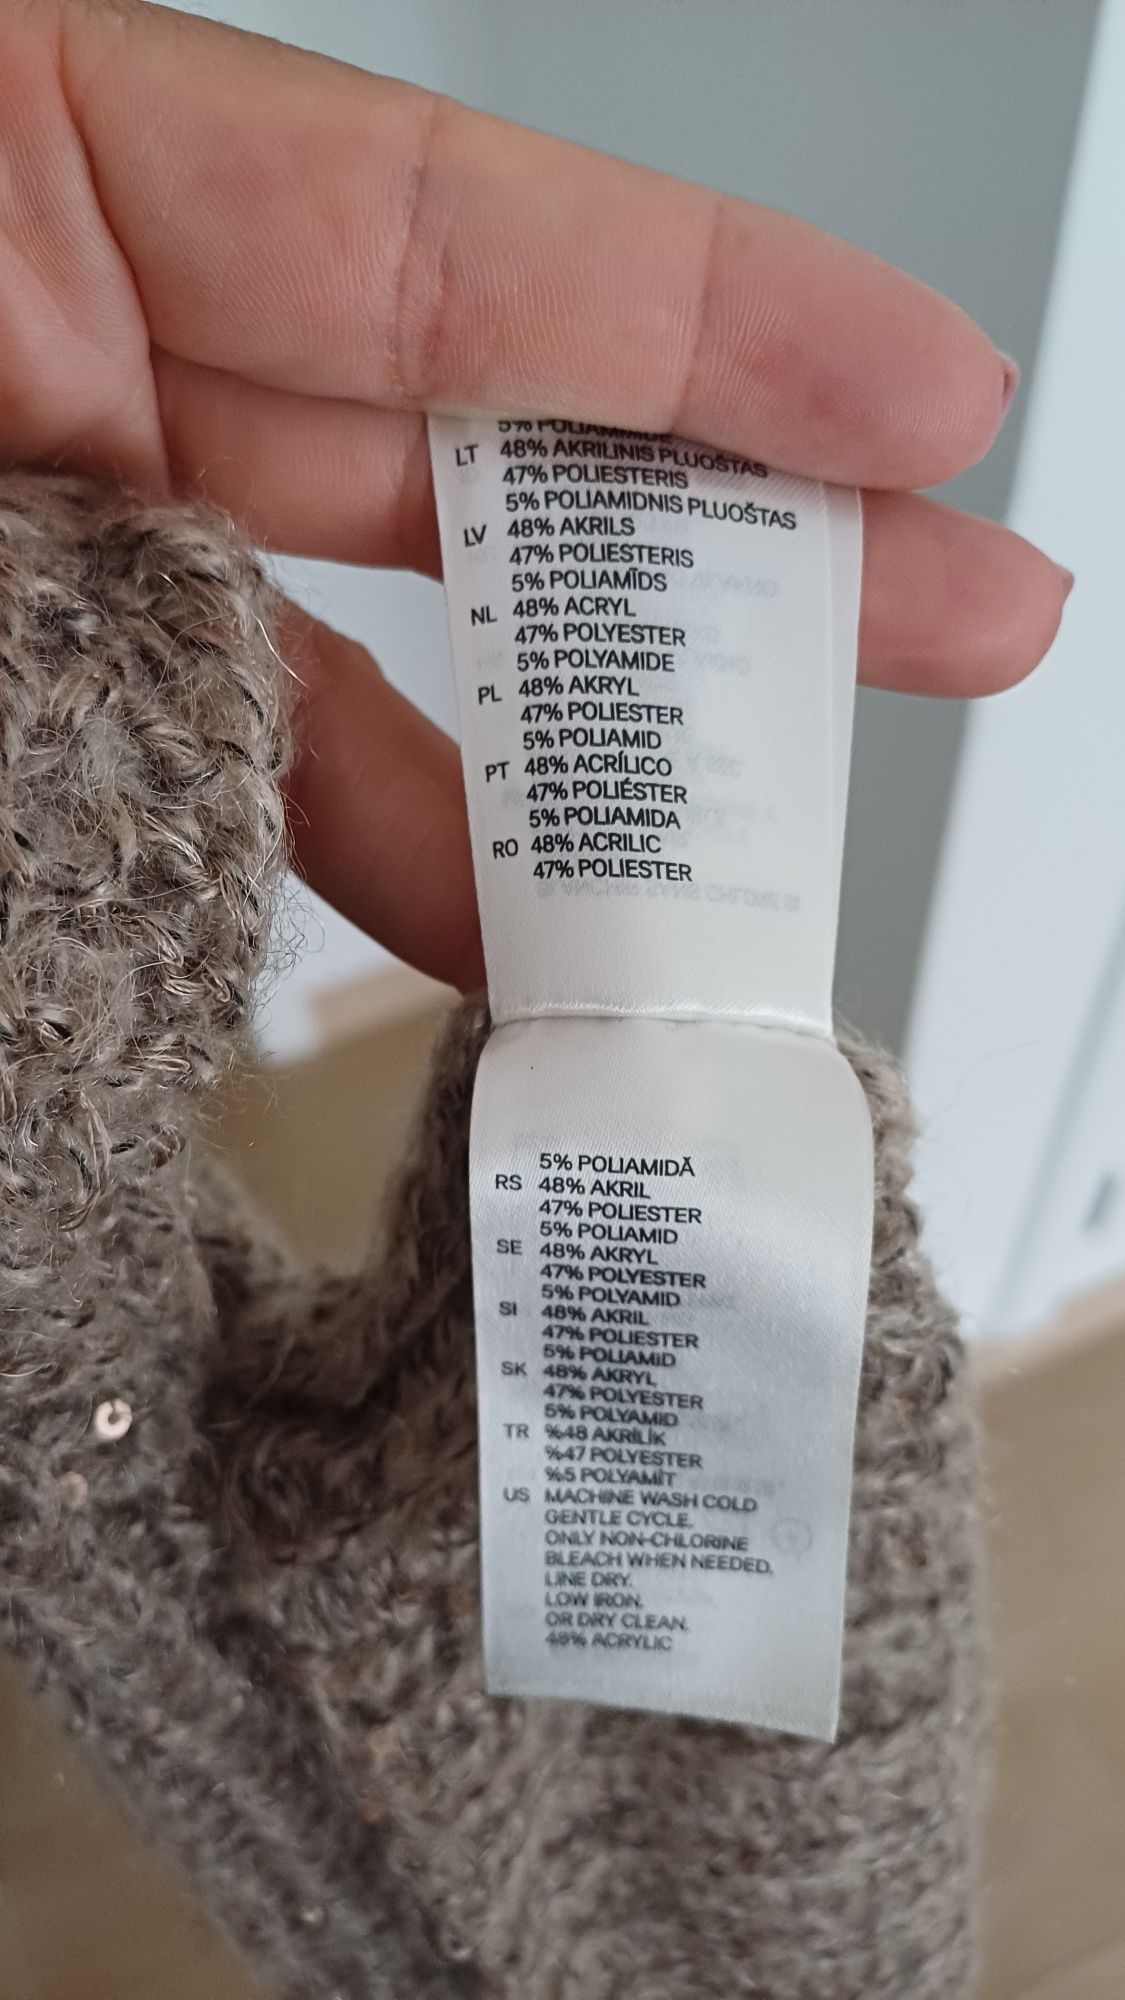 5% POLIAMMIDE
LT 48% AKRILINIS PLUOŠTAS
47% POLIESTERIS
5% POLIAMIDNIS PLUOŠTAS
LV 48% AKRILS
47% POLIESTERIS
5% POLIAMĪDS
NL 48% ACRYL
47% POLYESTER
5% POLYAMIDE
PL 48% AKRYL
47% POLIESTER
5% POLIAMID
PT 48% ACRÍLICO
47% POLIÉSTER
5% POLIAMIDA
RO 48% ACRILIC
47% POLIESTER
5% POLIAMIDĂ
RS 48% AKRIL
47% POLIESTER
5% POLIAMID
SE 48% AKRYL
47% POLYESTER
5% POLYAMID
SI 48% AKRIL
47% POLIESTER
5% POLIAMID
SK 48% AKRYL
47% POLYESTER
5% POLYAMID
TR %48 AKRİLİK
%47 POLYESTER
%5 POLYAMİT
US MACHINE WASH COLD
GENTLE CYCLE.
ONLY NON-CHLORINE
BLEACH WHEN NEEDED.
LINE DRY.
LOW IRON.
OR DRY CLEAN.
48% ACRYLIC